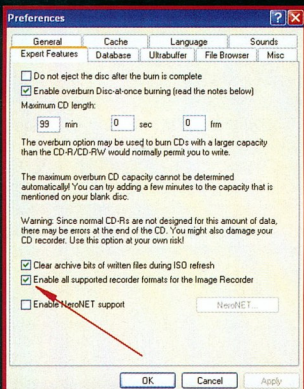 Preferences
General Cache Language Sounds
Expert Features Database Ultrabuffer File Browser Misc
Do not eject the disc after the burn is complete
Enable overburn Disc-at-once burning (read the notes below)
Maximum CD length:
99 min 0 sec 0 frm
The overburn option may be used to burn CDs with a larger capacity
than the CD-R/CD-RW would normally permit you to write.
The maximum overburn CD capacity cannot be determined
automatically! You can try adding a few minutes to the capacity that is
mentioned on your blank disc.
Warning: Since normal CD-Rs are not designed for this amount of data,
there may be errors at the end of the CD. You might also damage your
CD recorder. Use this option at your own risk!
Clear archive bits of written files during ISO refresh
Enable all supported recorder formats for the Image Recorder
Enable NeroNET support NeroNET...
OK Cancel Apply